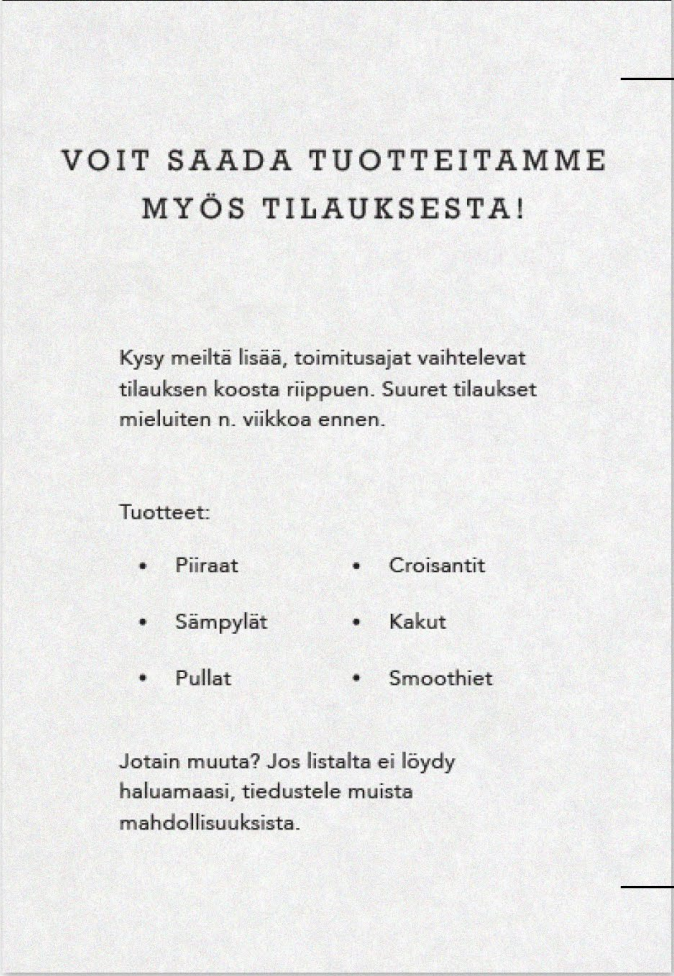 VOIT SAADA TUOTTEITAMME
MYÖS TILAUKSESTA!
Kysy meiltä lisää, toimitusajat vaihtelevat
tilauksen koosta riippuen. Suuret tilaukset
mieluiten n. viikkoa ennen.
Tuotteet:
• Piiraat
• Sämpylät
• Pullat
• Croisantit
• Kakut
• Smoothiet
Jotain muuta? Jos listalta ei löydy
haluamaasi, tiedustele muista
mahdollisuuksista.